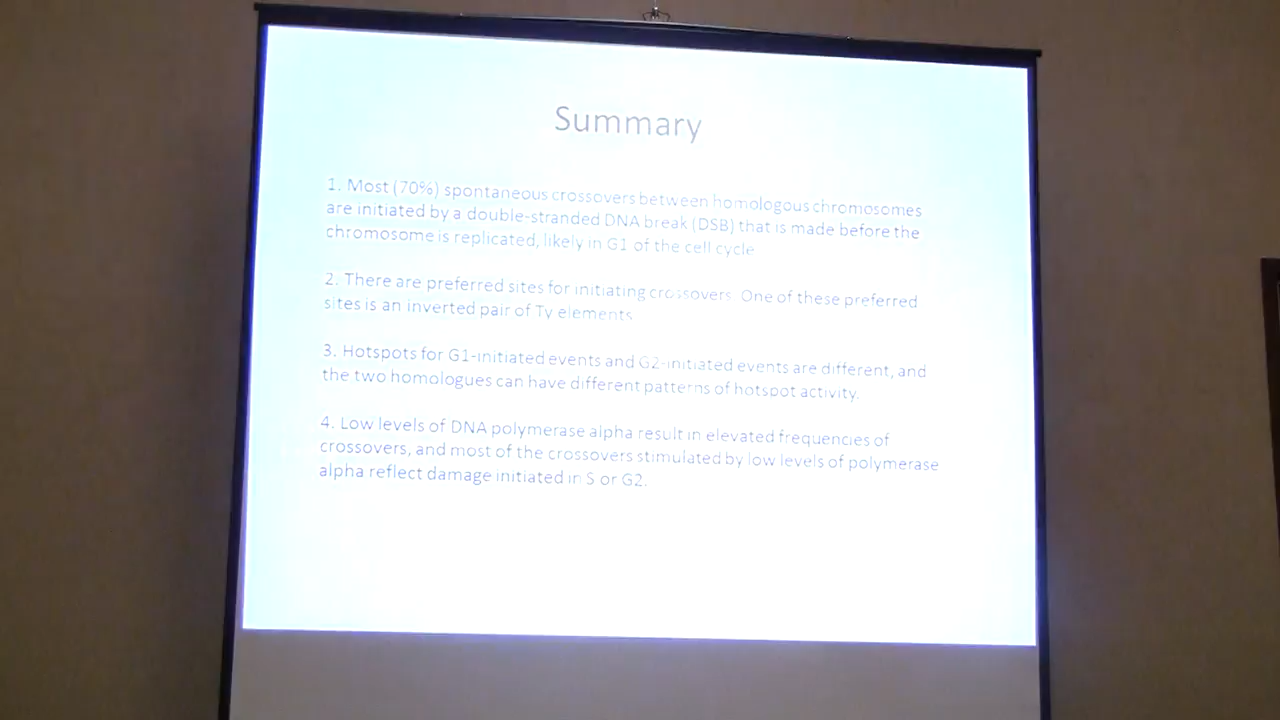 Summary
1. Most (70%) spontaneous crossovers between homologous chromosomes
are initiated by a double-stranded DNA break (DSB) that is made before the
chromosome is replicated, likely in G1 of the cell cycle
2. There are preferred sites for initiating crossovers. One of these preferred
sites is an inverted pair of Ty elements
3. Hotspots for G1-initiated events and G2-initiated events are different, and
the two homologues can have different patterns of hotspot activity.
4. Low levels of DNA polymerase alpha result in elevated frequencies of
crossovers, and most of the crossovers stimulated by low levels of polymerase
alpha reflect damage initiated in S or G2.